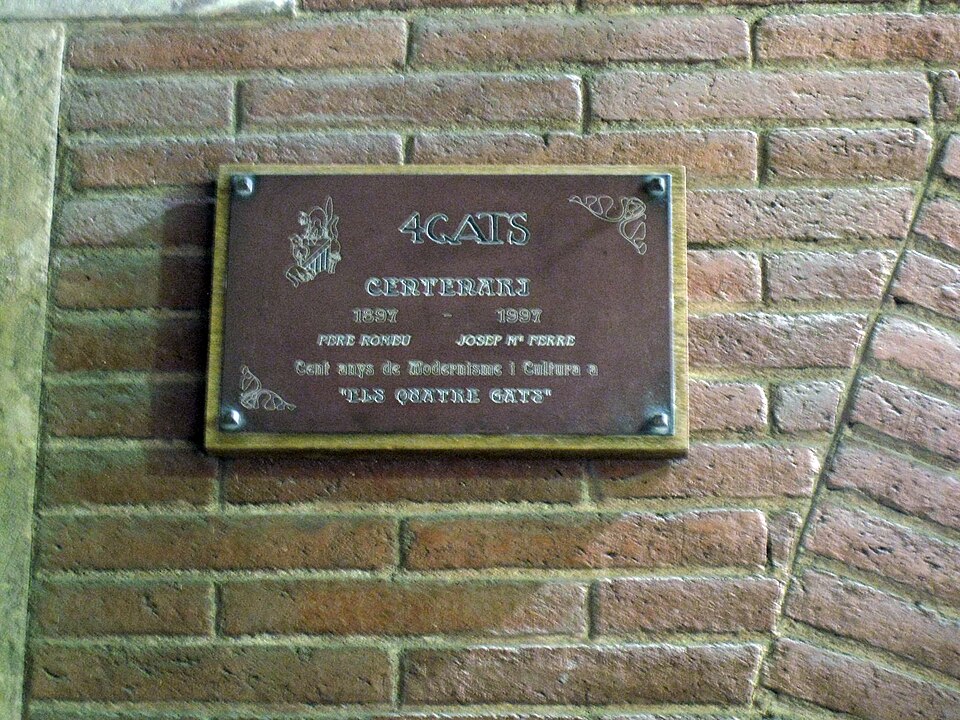 4GATS
CENTENARI
1897 - 1997
PERE ROMEU JOSEP Mª FERRE
Cent anys de Modernisme i Cultura a
"ELS QUATRE GATS"